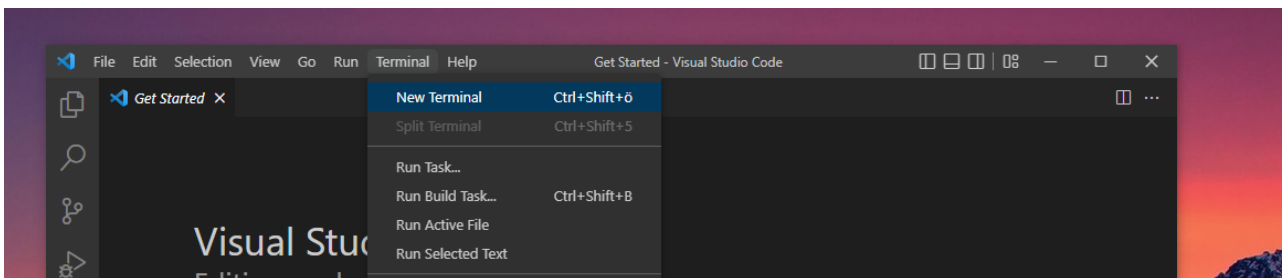 File Edit Selection View Go Run Terminal Help Get Started - Visual Studio Code
Get Started
New Terminal Ctrl+Shift+ö
Split Terminal Ctrl+Shift+5
Run Task...
Run Build Task... Ctrl+Shift+B
Run Active File
Run Selected Text
Visual Stud